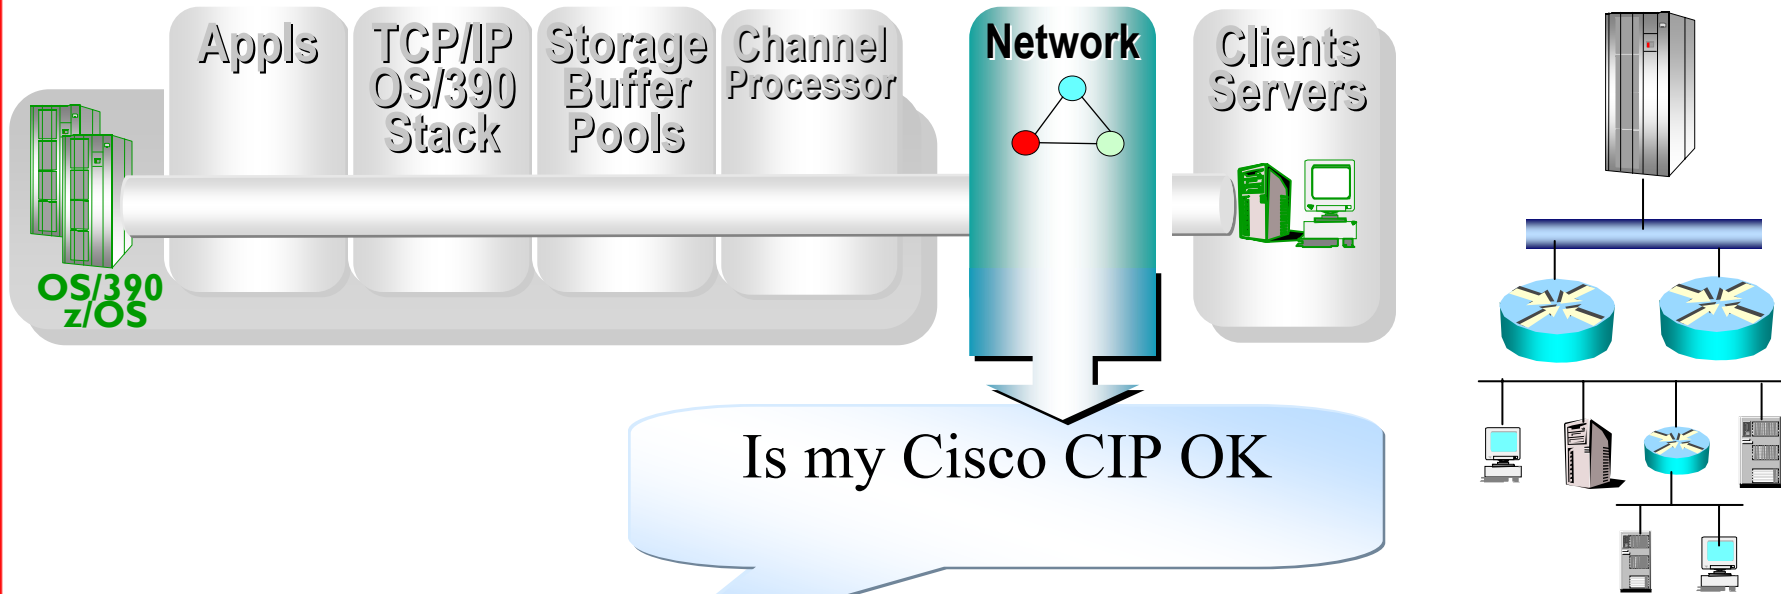 Appls
TCP/IP
OS/390
Stack
Storage
Buffer
Pools
Channel
Processor
Network
Clients
Servers
OS/390
z/OS
Is my Cisco CIP OK